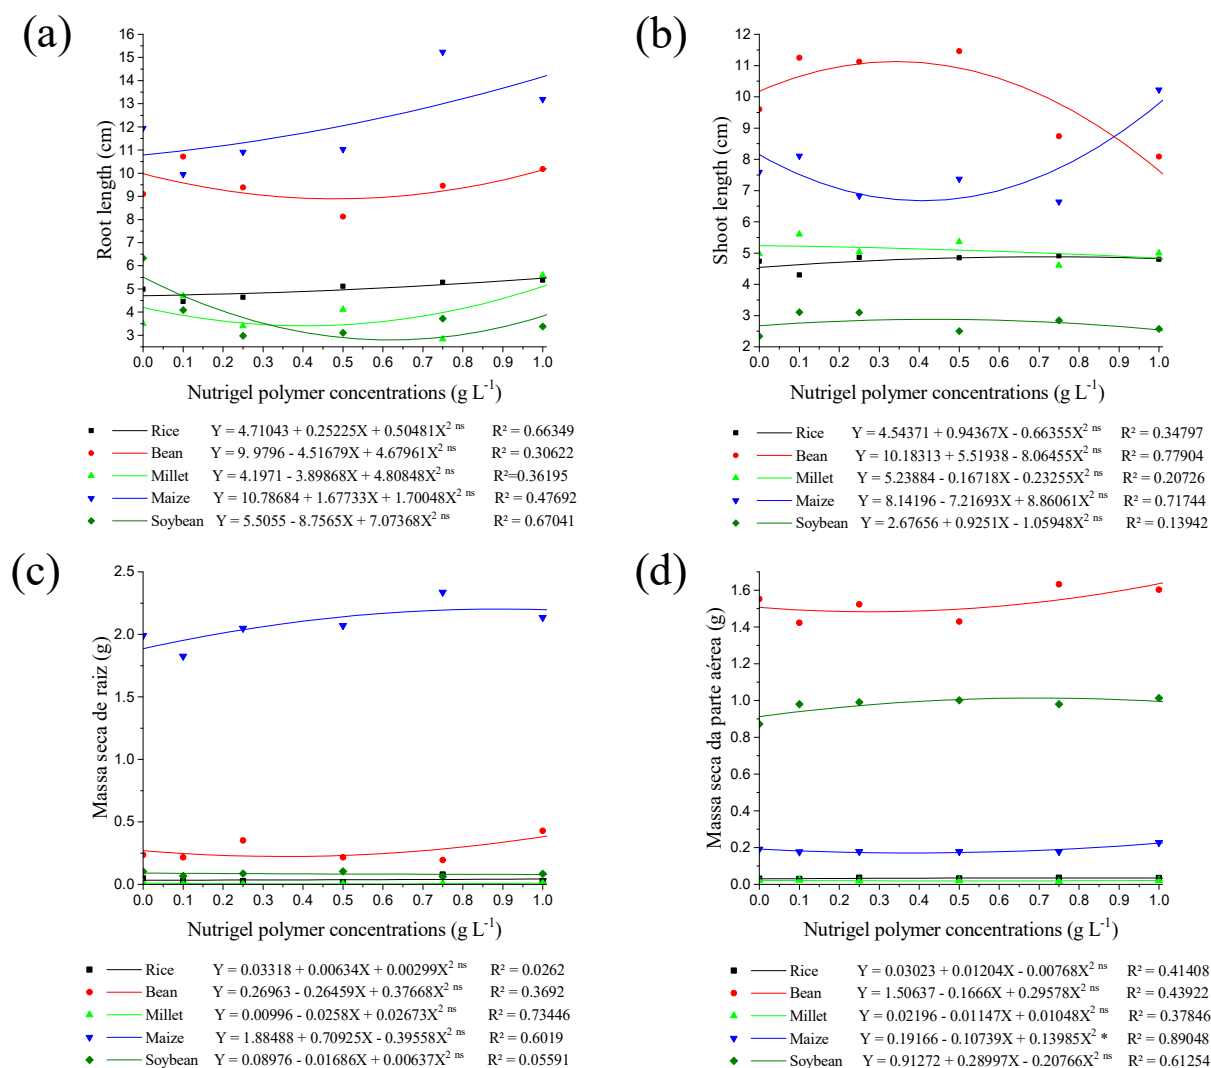 (a)
16
15
14
13
12
11
10
9
8
7
6
5
4
3
Root length (cm)
0.0 0.1 0.2 0.3 0.4 0.5 0.6 0.7 0.8 0.9 1.0
Nutrigel polymer concentrations (g L-1)
Rice Y = 4.71043 + 0.25225X + 0.50481X2 ns R² = 0.66349
Bean Y = 9. 9796 - 4.51679X + 4.67961X2 ns R² = 0.30622
Millet Y = 4.1971 - 3.89868X + 4.80848X2 ns R²=0.36195
Maize Y = 10.78684 + 1.67733X + 1.70048X2 ns R² = 0.47692
Soybean Y = 5.5055 - 8.7565X + 7.07368X2 ns R² = 0.67041
(b)
12
11
10
9
8
7
6
5
4
3
2
Shoot length (cm)
0.0 0.1 0.2 0.3 0.4 0.5 0.6 0.7 0.8 0.9 1.0
Nutrigel polymer concentrations (g L-1)
Rice Y = 4.54371 + 0.94367X - 0.66355X2 ns R² = 0.34797
Bean Y = 10.18313 + 5.51938 - 8.06455X2 ns R² = 0.77904
Millet Y = 5.23884 - 0.16718X - 0.23255X2 ns R² = 0.20726
Maize Y = 8.14196 - 7.21693X + 8.86061X2 ns R² = 0.71744
Soybean Y = 2.67656 + 0.9251X - 1.05948X2 ns R² = 0.13942
(c)
2.5
2.0
1.5
1.0
0.5
0.0
Massa seca de raiz (g)
0.0 0.1 0.2 0.3 0.4 0.5 0.6 0.7 0.8 0.9 1.0
Nutrigel polymer concentrations (g L-1)
Rice Y = 0.03318 + 0.00634X + 0.00299X2 ns R² = 0.0262
Bean Y = 0.26963 - 0.26459X + 0.37668X2 ns R² = 0.3692
Millet Y = 0.00996 - 0.0258X + 0.02673X2 ns R² = 0.73446
Maize Y = 1.88488 + 0.70925X - 0.39558X2 ns R² = 0.6019
Soybean Y = 0.08976 - 0.01686X + 0.00637X2 ns R² = 0.05591
(d)
1.6
1.4
1.2
1.0
0.8
0.6
0.4
0.2
0.0
Massa seca da parte aérea (g)
0.0 0.1 0.2 0.3 0.4 0.5 0.6 0.7 0.8 0.9 1.0
Nutrigel polymer concentrations (g L-1)
Rice Y = 0.03023 + 0.01204X - 0.00768X2 ns R² = 0.41408
Bean Y = 1.50637 - 0.1666X + 0.29578X2 ns R² = 0.43922
Millet Y = 0.02196 - 0.01147X + 0.01048X2 ns R² = 0.37846
Maize Y = 0.19166 - 0.10739X + 0.13985X2 * R² = 0.89048
Soybean Y = 0.91272 + 0.28997X - 0.20766X2 ns R² = 0.61254